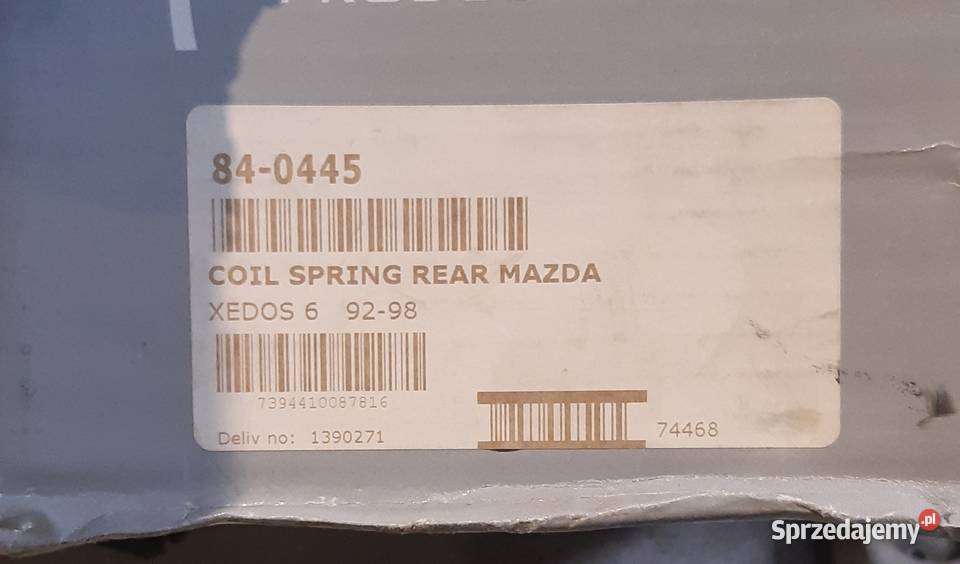 84-0445
COIL SPRING REAR MAZDA
XEDOS 6 92-98
7394410087816
Deliv no: 1390271
74468
Sprzedajemy.pl